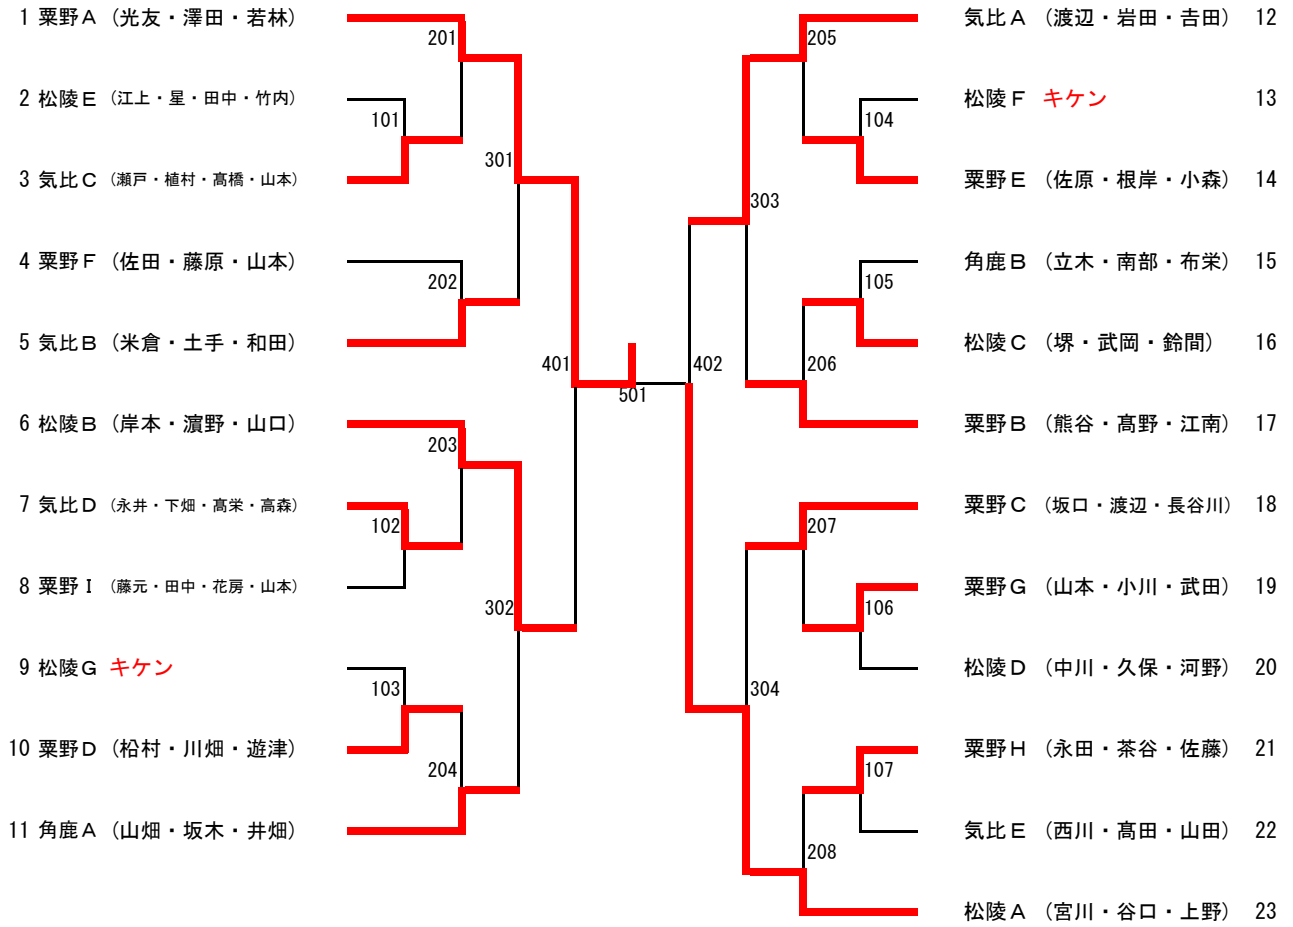 1 粟野Ａ （光友・澤田・若林）
201
2 松陵Ｅ （江上・星・田中・竹内）
101
3 気比Ｃ （瀬戸・植村・髙橋・山本）
301
4 粟野Ｆ （佐田・藤原・山本）
202
5 気比Ｂ （米倉・土手・和田）
401
6 松陵Ｂ （岸本・濵野・山口）
203
7 気比Ｄ （永井・下畑・髙栄・高森）
102
8 粟野Ｉ （藤元・田中・花房・山本）
302
9 松陵Ｇ キケン
103
10 粟野Ｄ （松村・川畑・遊津）
204
11 角鹿Ａ （山畑・坂木・井畑）
501
気比Ａ （渡辺・岩田・𠮷田） 12
205
松陵Ｆ キケン 13
104
粟野Ｅ （佐原・根岸・小森） 14
303
角鹿Ｂ （立木・南部・布栄） 15
105
松陵Ｃ （堺・武岡・鈴間） 16
206
402
粟野Ｂ （熊谷・髙野・江南） 17
粟野Ｃ （坂口・渡辺・長谷川） 18
207
粟野Ｇ （山本・小川・武田） 19
106
松陵Ｄ （中川・久保・河野） 20
304
粟野Ｈ （永田・茶谷・佐藤） 21
107
気比Ｅ （西川・髙田・山田） 22
208
松陵Ａ （宮川・谷口・上野） 23